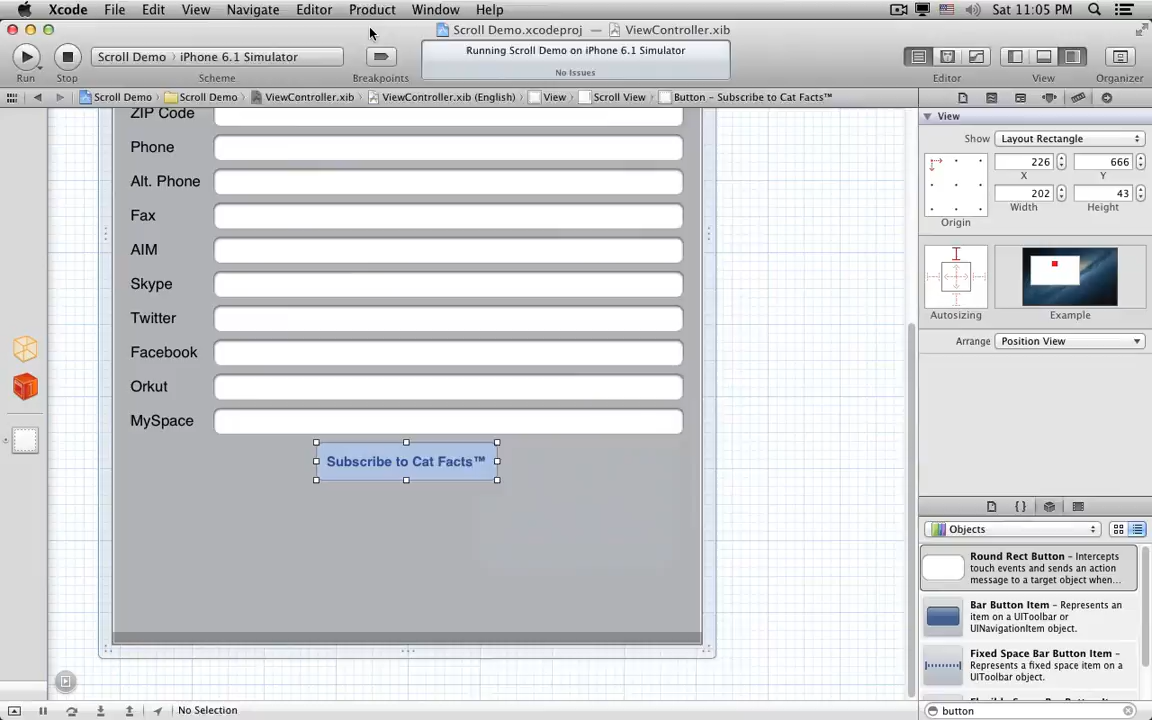 Xcode File Edit View Navigate Editor Product Window Help Sat 11:05 PM
Scroll Demo.xcodeproj — ViewController.xib
Scroll Demo › iPhone 6.1 Simulator
Running Scroll Demo on iPhone 6.1 Simulator
No Issues
Run Stop Scheme Breakpoints Editor View Organizer
Scroll Demo Scroll Demo ViewController.xib ViewController.xib (English) View Scroll View Button – Subscribe to Cat Facts™
ZIP Code
Phone
Alt. Phone
Fax
AIM
Skype
Twitter
Facebook
Orkut
MySpace
Subscribe to Cat Facts™
No Selection
View
Show Layout Rectangle
226 666
X Y
202 43
Width Height
Origin
Autosizing Example
Arrange Position View
Objects
Round Rect Button – Intercepts
touch events and sends an action
message to a target object when...
Bar Button Item – Represents an
item on a UIToolbar or
UINavigationItem object.
Fixed Space Bar Button Item –
Represents a fixed space item on a
UIToolbar object.
button